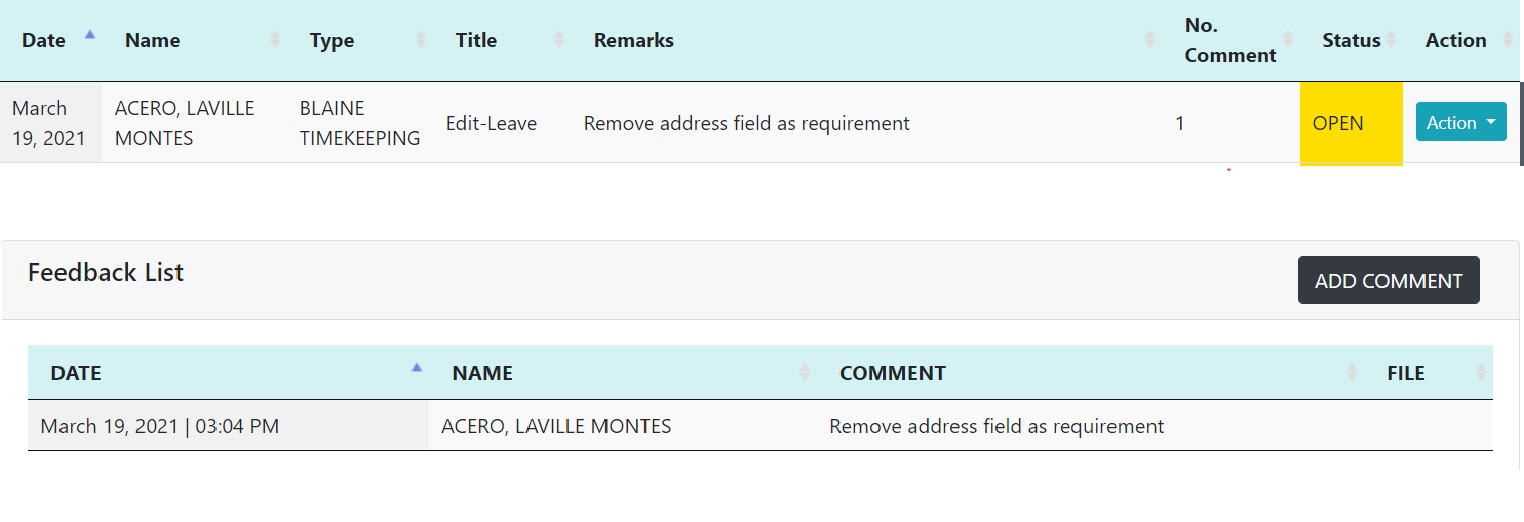 Date Name Type Title Remarks No. Comment Status Action
March 19, 2021 ACERO, LAVILLE MONTES BLAINE TIMEKEEPING Edit-Leave Remove address field as requirement 1 OPEN Action
Feedback List ADD COMMENT
DATE NAME COMMENT FILE
March 19, 2021 | 03:04 PM ACERO, LAVILLE MONTES Remove address field as requirement